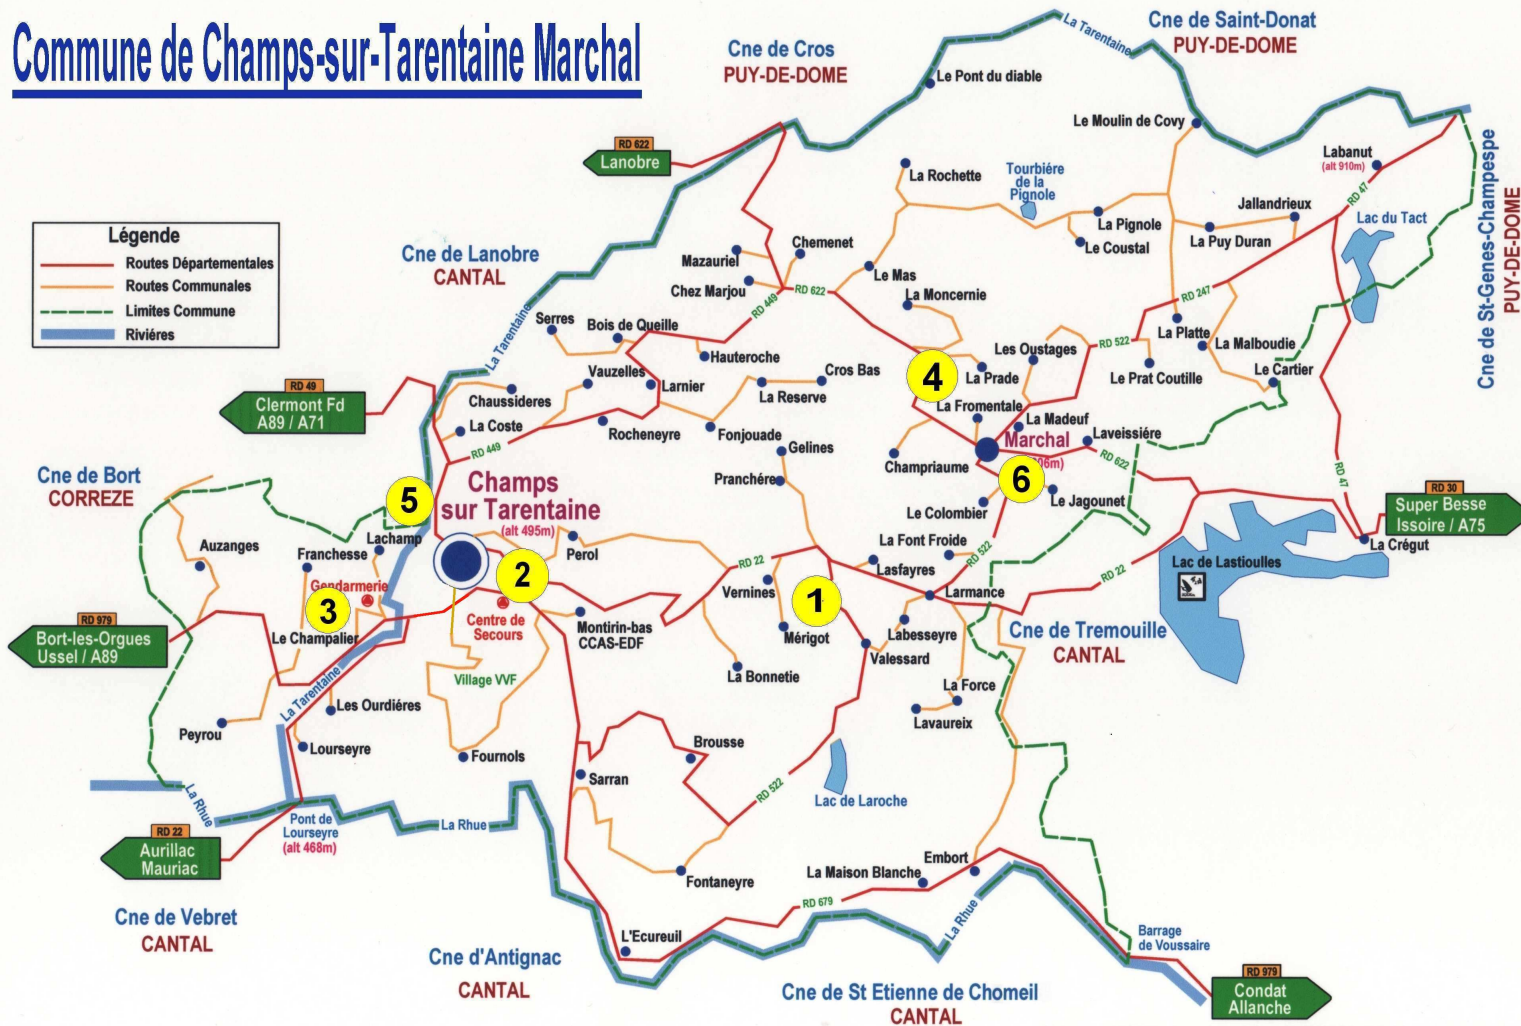 Commune de Champs-sur-Tarentaine Marchal
Cne de Cros
PUY-DE-DOME
La Tarentaine
Cne de Saint-Donat
PUY-DE-DOME
Le Pont du diable
Le Moulin de Covy
RD 622
Lanobre
La Rochette
Tourbiére
de la
Pignole
Labanut
(alt 910m)
RD 47
Cne de St-Genes-Champespe
PUY-DE-DOME
Légende
Routes Départementales
Routes Communales
Limites Commune
Riviéres
Cne de Lanobre
CANTAL
Mazauriel
Chemenet
Chez Marjou
Le Mas
La Pignole
Le Coustal
Jallandrieux
La Puy Duran
Lac du Tact
RD 449
RD 622
La Moncernie
RD 247
La Tarentaine
Serres
Bois de Queille
Hauteroche
Les Oustages
RD 522
La Platte
La Malboudie
RD 49
Clermont Fd
A89 / A71
Chaussideres
Vauzelles
Larnier
Cros Bas
La Reserve
4
La Prade
Le Prat Coutille
Le Cartier
La Coste
Rocheneyre
Fonjouade
La Fromentale
La Madeuf
RD 449
Gelines
Marchal
06m)
Laveissiére
RD 622
Cne de Bort
CORREZE
Champs
sur Tarentaine
(alt 495m)
Pranchére
Champriaume
6
RD 47
5
Le Colombier
Le Jagounet
RD 30
Super Besse
Issoire / A75
Auzanges
Franchesse
Lachamp
Perol
La Font Froide
RD 522
La Crégut
Gendarmerie
2
RD 22
Vernines
Lasfayres
RD 22
Lac de Lastioulles
3
Centre de
Secours
1
Larmance
RD 979
Bort-les-Orgues
Ussel / A89
Le Champalier
Montirin-bas
CCAS-EDF
Mérigot
Labesseyre
Valessard
Cne de Tremouille
CANTAL
La Tarentaine
Village VVF
La Bonnetie
La Force
Lavaureix
Peyrou
Les Ourdiéres
Lourseyre
Fournols
Brousse
Sarran
RD 522
Lac de Laroche
La Rhue
Pont de
Lourseyre
(alt 468m)
La Rhue
RD 22
Aurillac
Mauriac
Fontaneyre
La Maison Blanche
Embort
RD 679
La Rhue
Cne de Vebret
CANTAL
L'Ecureuil
Barrage
de Voussaire
Cne d'Antignac
CANTAL
Cne de St Etienne de Chomeil
CANTAL
RD 979
Condat
Allanche